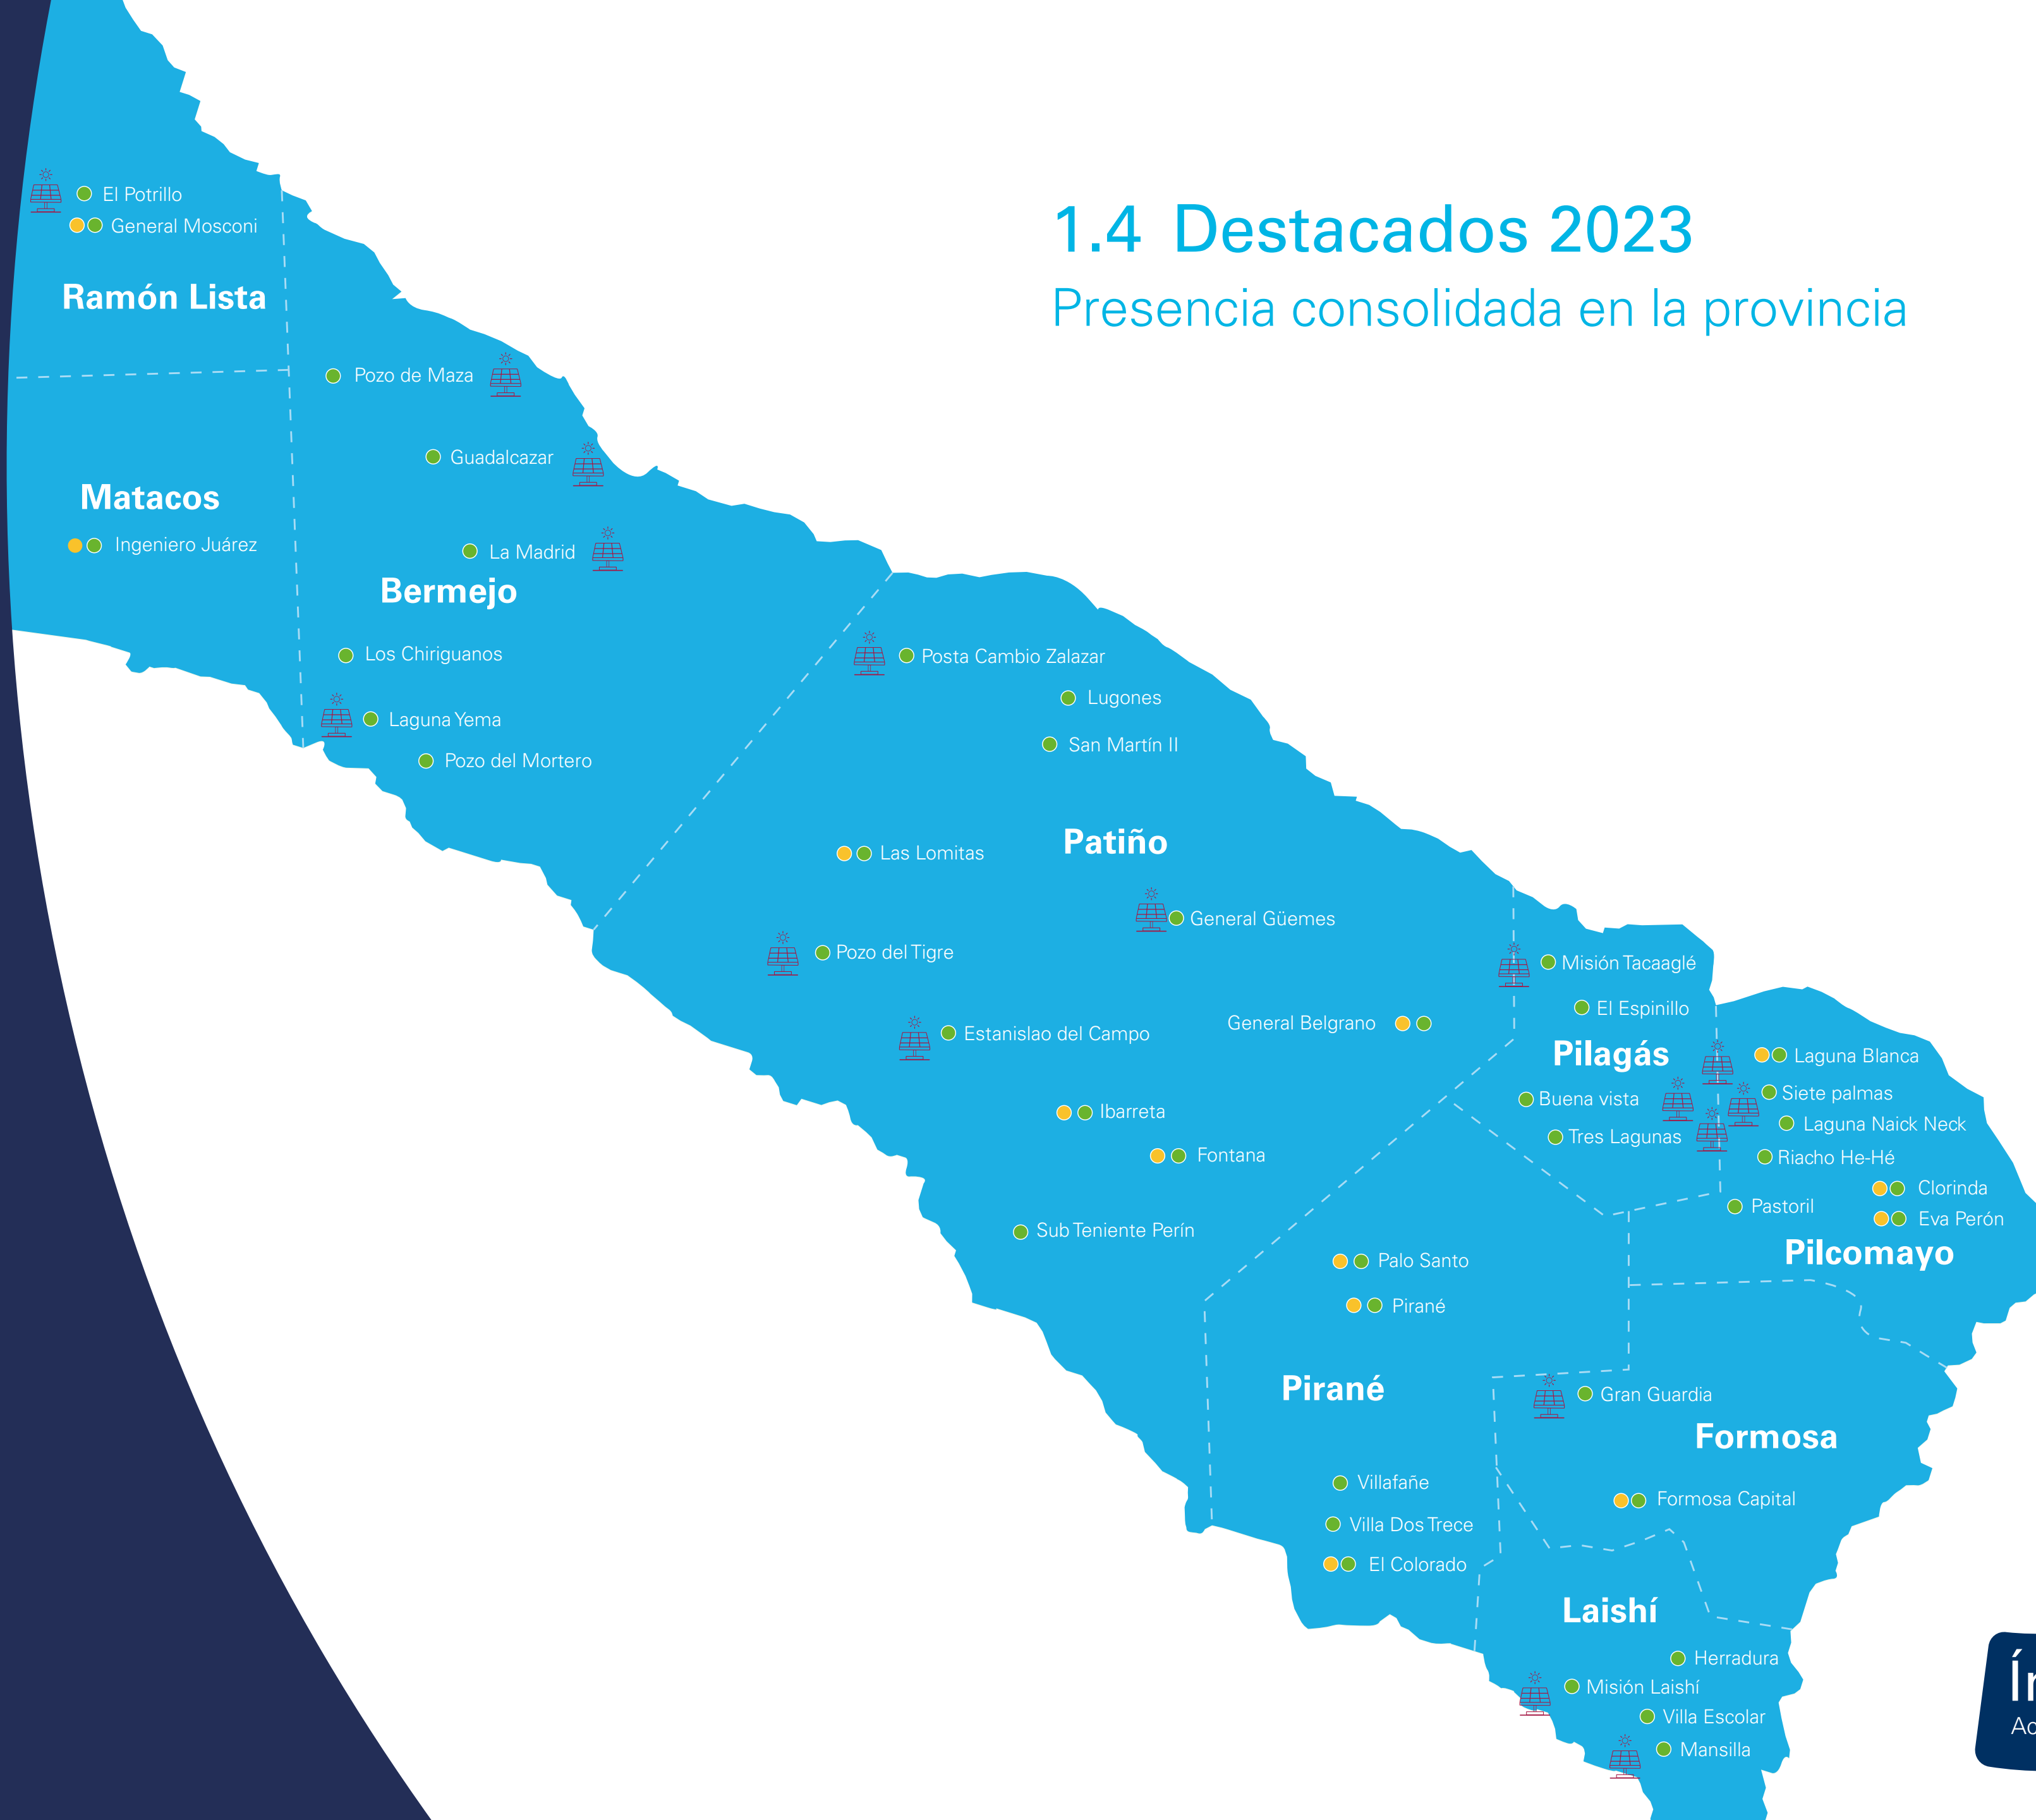 1.4 Destacados 2023
Presencia consolidada en la provincia
El Potrillo
General Mosconi
Ramón Lista
Matacos
Ingeniero Juárez
Pozo de Maza
Guadalcazar
La Madrid
Bermejo
Los Chiriguanos
Laguna Yema
Pozo del Mortero
Posta Cambio Zalazar
Lugones
San Martín II
Patiño
Las Lomitas
General Güemes
Pozo del Tigre
General Belgrano
Estanislao del Campo
Ibarreta
Fontana
Sub Teniente Perín
Misión Tacaaglé
El Espinillo
Pilagás
Buena vista
Tres Lagunas
Laguna Blanca
Siete palmas
Laguna Naick Neck
Riacho He-Hé
Clorinda
Pastoril
Eva Perón
Pilcomayo
Palo Santo
Pirané
Pirané
Villafañe
Villa Dos Trece
El Colorado
Gran Guardia
Formosa
Formosa Capital
Laishí
Herradura
Misión Laishí
Villa Escolar
Mansilla